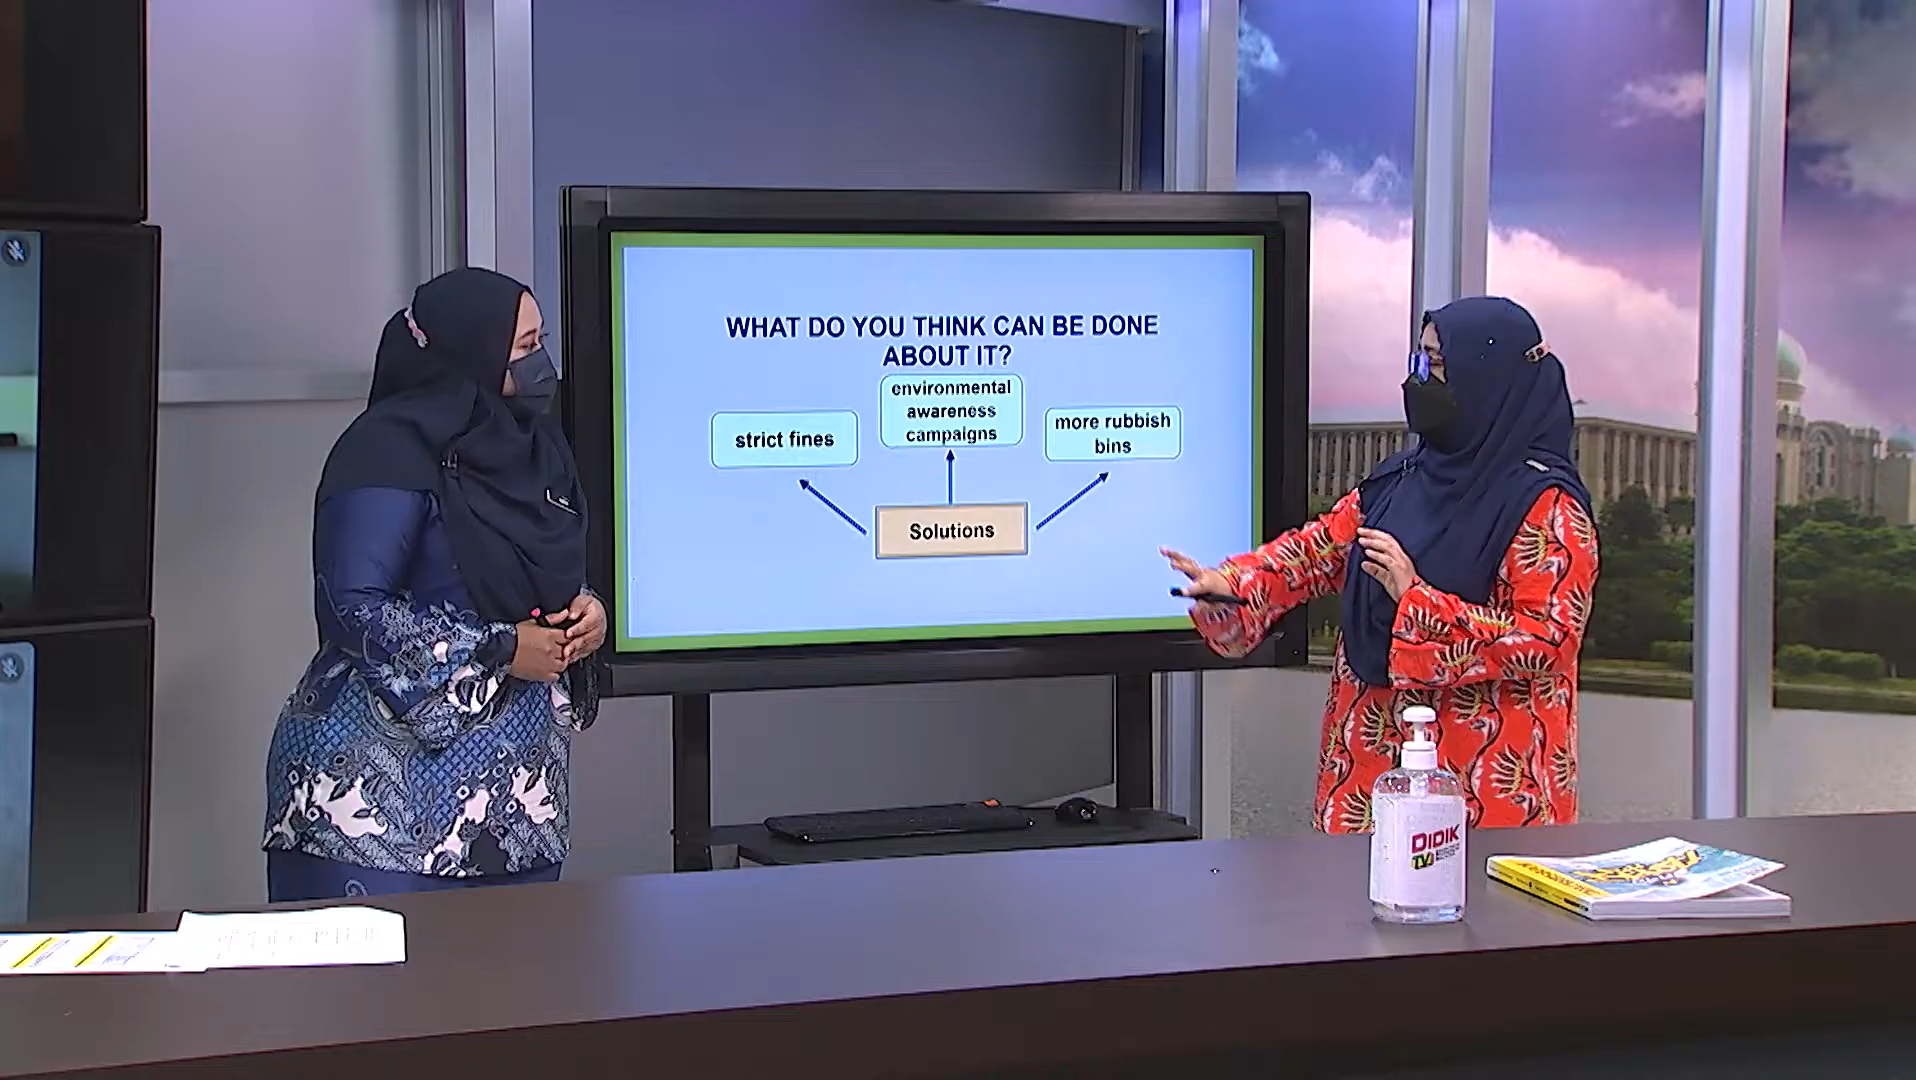 WHAT DO YOU THINK CAN BE DONE
ABOUT IT?
environmental
awareness
campaigns
strict fines
more rubbish
bins
Solutions
DIDIK
TV